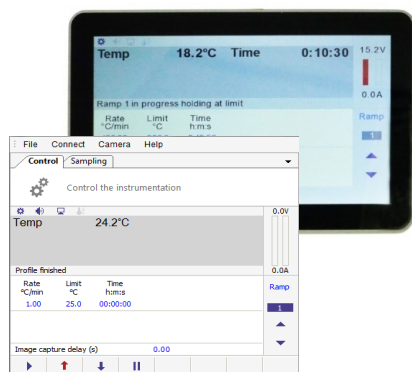 Temp 18.2°C Time 0:10:30 15.2V
Ramp 1 in progress holding at limit 0.0A
Rate Limit Time Ramp
°C/min °C h:m:s
1
File Connect Camera Help
Control Sampling
Control the instrumentation
Temp 24.2°C 0.0V
Profile finished 0.0A
Rate Limit Time Ramp
°C/min °C h:m:s
1.00 25.0 00:00:00 1
Image capture delay (s) 0.00